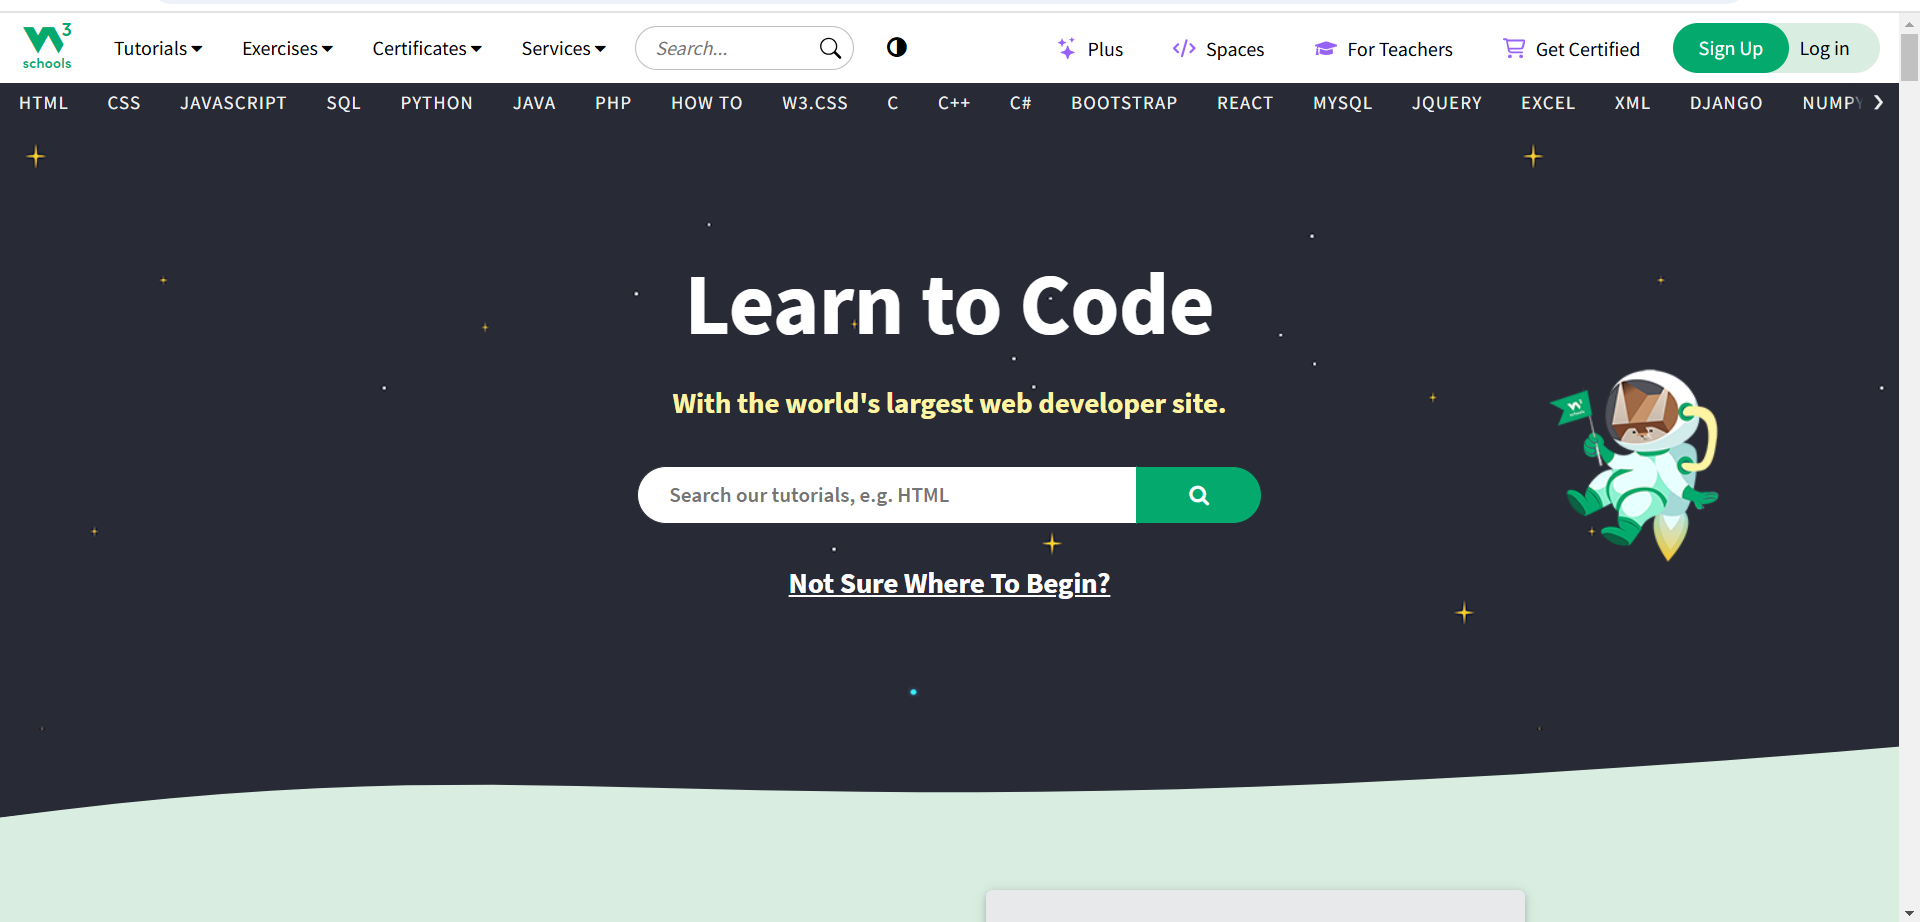 W3 schools Tutorials Exercises Certificates Services Search... Plus Spaces For Teachers Get Certified Sign Up Log in
HTML CSS JAVASCRIPT SQL PYTHON JAVA PHP HOW TO W3.CSS C C++ C# BOOTSTRAP REACT MYSQL JQUERY EXCEL XML DJANGO NUMPY
Learn to Code
With the world's largest web developer site.
Search our tutorials, e.g. HTML
Not Sure Where To Begin?